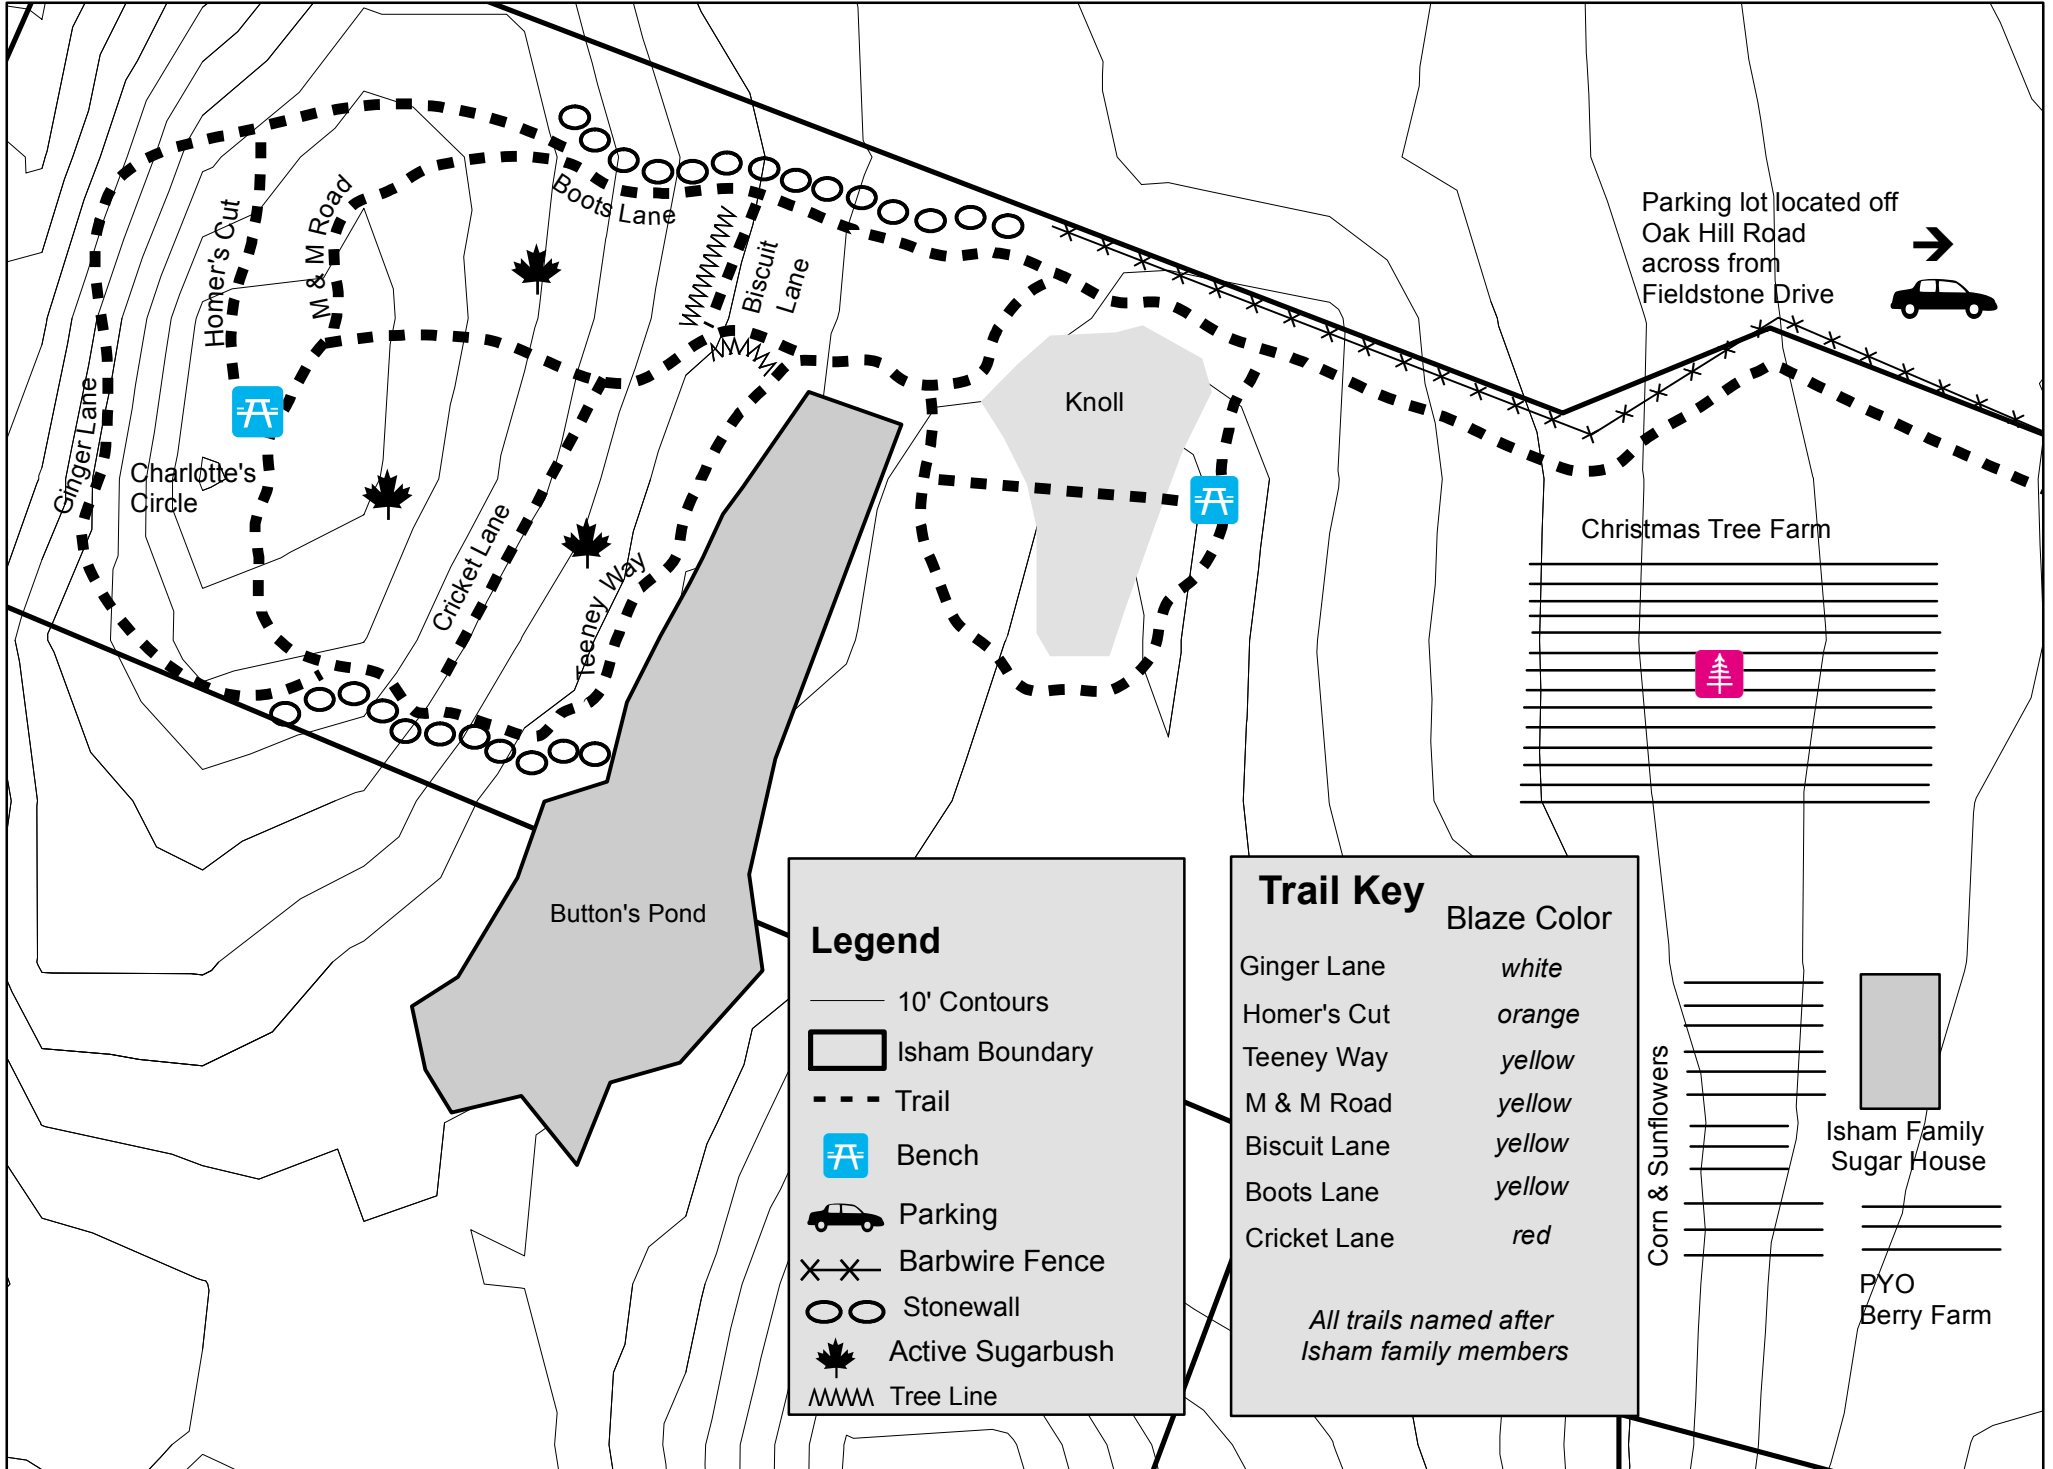 Parking lot located off
Oak Hill Road
across from
Fieldstone Drive
Boots Lane
Homer's Cut
M & M Road
Biscuit
Lane
Knoll
Ginger Lane
Charlotte's
Circle
Cricket Lane
Teeney Way
Christmas Tree Farm
Button's Pond
Legend
10' Contours
Isham Boundary
Trail
Bench
Parking
Barbwire Fence
Stonewall
Active Sugarbush
Tree Line
Trail Key
Blaze Color
Ginger Lane white
Homer's Cut orange
Teeney Way yellow
M & M Road yellow
Biscuit Lane yellow
Boots Lane yellow
Cricket Lane red
All trails named after
Isham family members
Corn & Sunflowers
Isham Family
Sugar House
PYO
Berry Farm